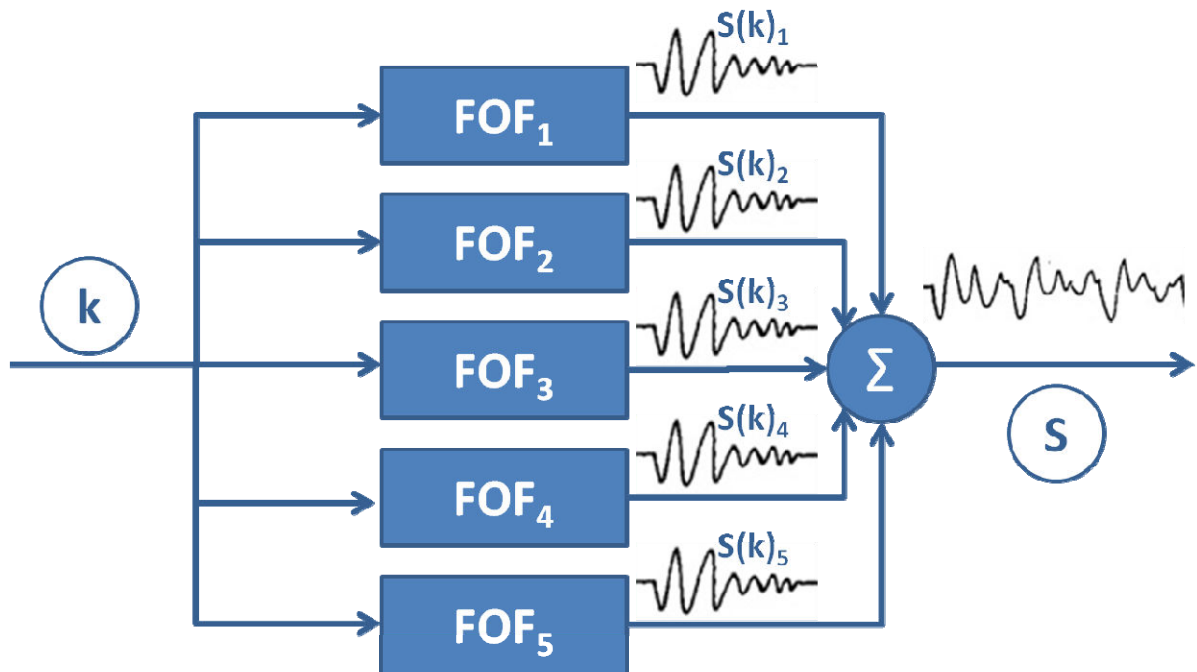 S(k)₁
FOF₁
S(k)₂
FOF₂
k
S(k)₃
FOF₃
Σ
S(k)₄
S
FOF₄
S(k)₅
FOF₅